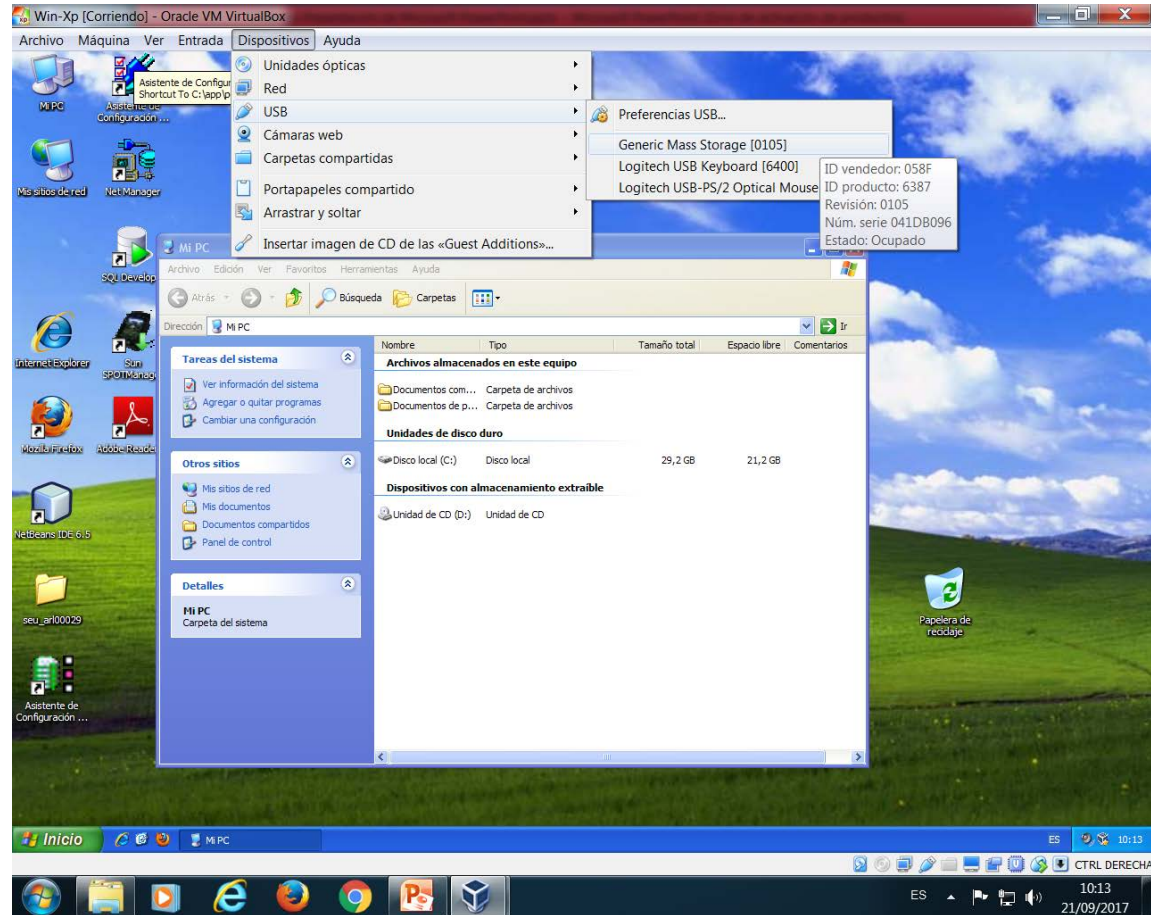 Win-Xp [Corriendo] - Oracle VM VirtualBox
Archivo Máquina Ver Entrada Dispositivos Ayuda
Unidades ópticas
Red
USB
Cámaras web
Carpetas compartidas
Portapapeles compartido
Arrastrar y soltar
Insertar imagen de CD de las «Guest Additions»...
Preferencias USB...
Generic Mass Storage [0105]
Logitech USB Keyboard [6400]
Logitech USB-PS/2 Optical Mouse
ID vendedor: 058F
ID producto: 6387
Revisión: 0105
Núm. serie 041DB096
Estado: Ocupado
Mi PC
Asistente de
Configuración ...
Asistente de Configur
Shortcut To C:\app\p
Mis sitios de red
Net Manager
SQL Develop
Internet Explorer
Sun
SPOTManag
Mozilla Firefox
Adobe Reade
NetBeans IDE 6.5
seu_arl00029
Asistente de
Configuración ...
Papelera de
reciclaje
Mi PC
Archivo Edición Ver Favoritos Herramientas Ayuda
Atrás Búsqueda Carpetas
Dirección Mi PC Ir
Nombre Tipo Tamaño total Espacio libre Comentarios
Tareas del sistema
Ver información del sistema
Agregar o quitar programas
Cambiar una configuración
Otros sitios
Mis sitios de red
Mis documentos
Documentos compartidos
Panel de control
Detalles
Mi PC
Carpeta del sistema
Archivos almacenados en este equipo
Documentos com... Carpeta de archivos
Documentos de p... Carpeta de archivos
Unidades de disco duro
Disco local (C:) Disco local 29,2 GB 21,2 GB
Dispositivos con almacenamiento extraíble
Unidad de CD (D:) Unidad de CD
Inicio Mi PC ES 10:13
CTRL DERECHA
ES 10:13
21/09/2017